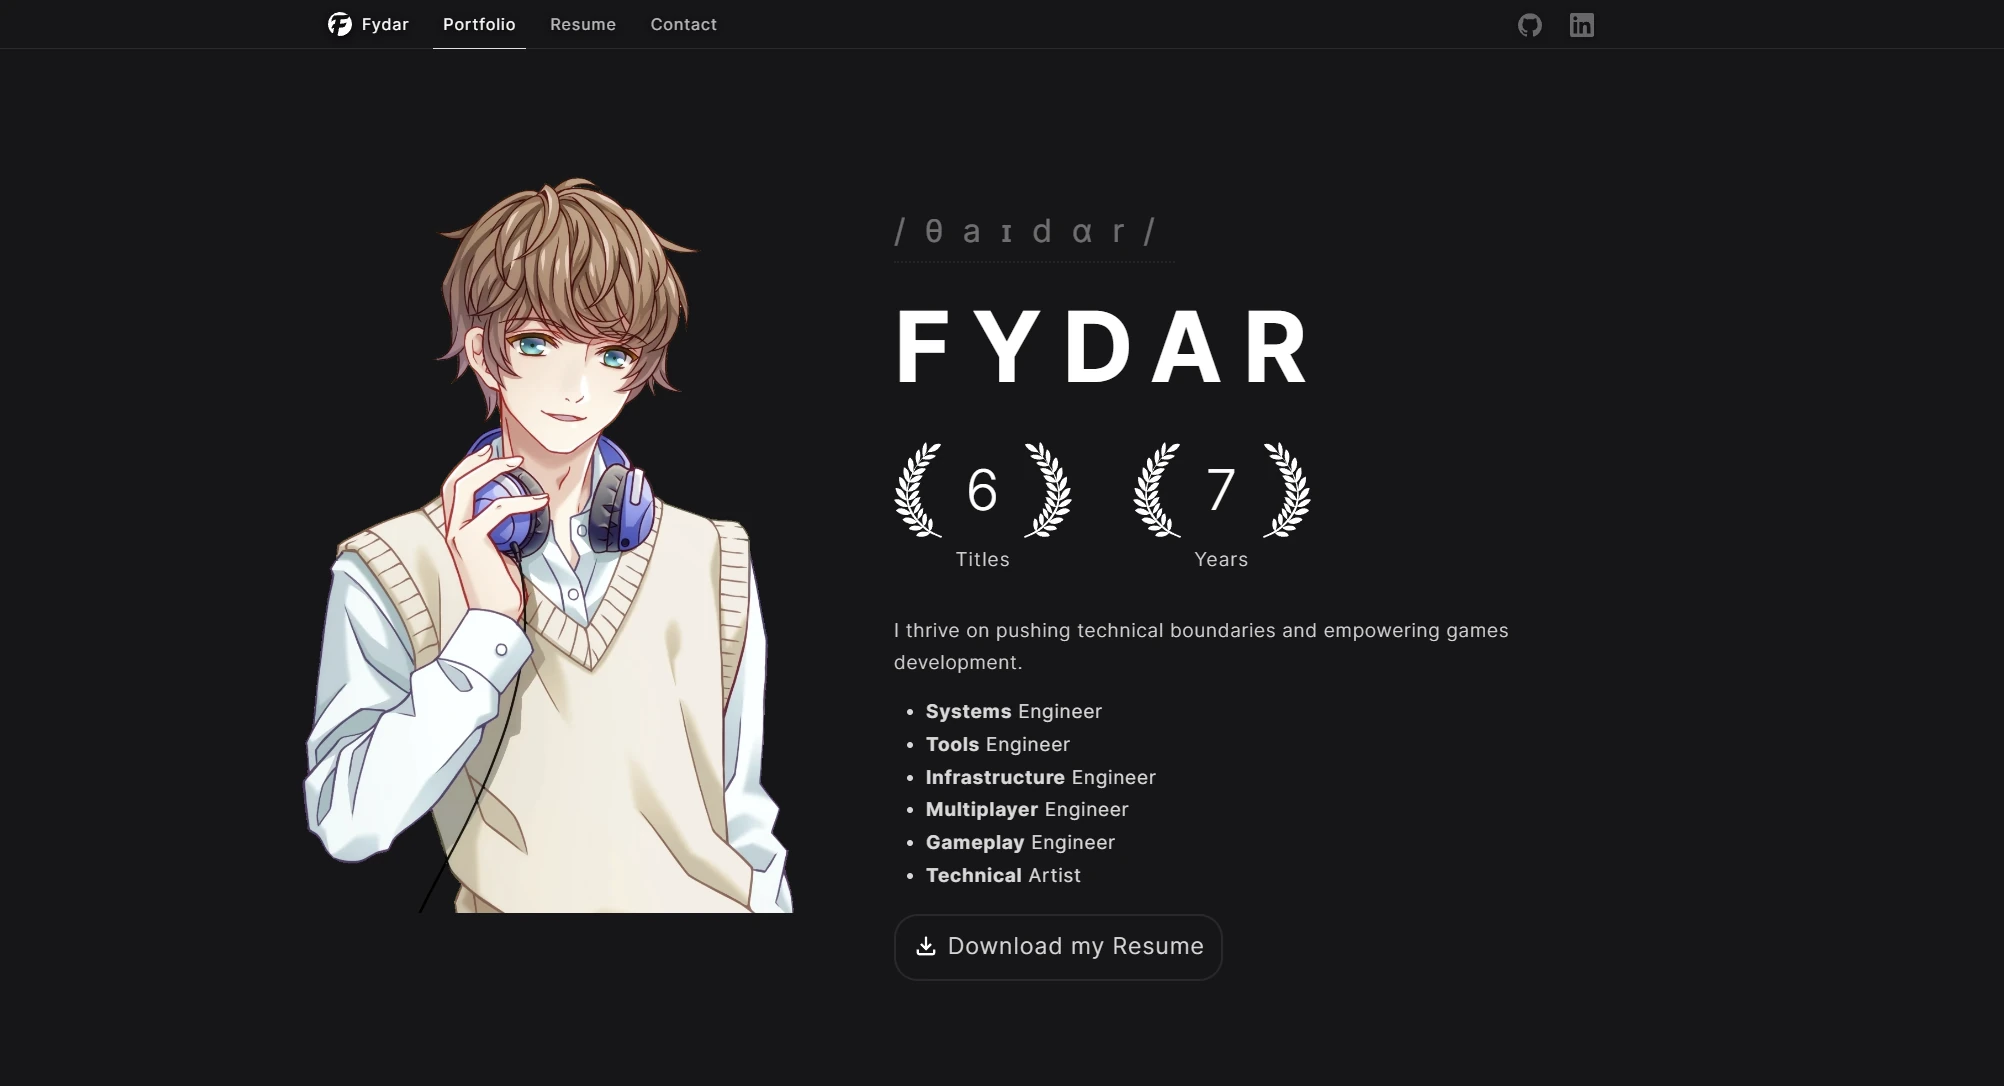 Fydar Portfolio Resume Contact
/θaɪdɑr/
FYDAR
6 7
Titles Years
I thrive on pushing technical boundaries and empowering games
development.
• Systems Engineer
• Tools Engineer
• Infrastructure Engineer
• Multiplayer Engineer
• Gameplay Engineer
• Technical Artist
Download my Resume